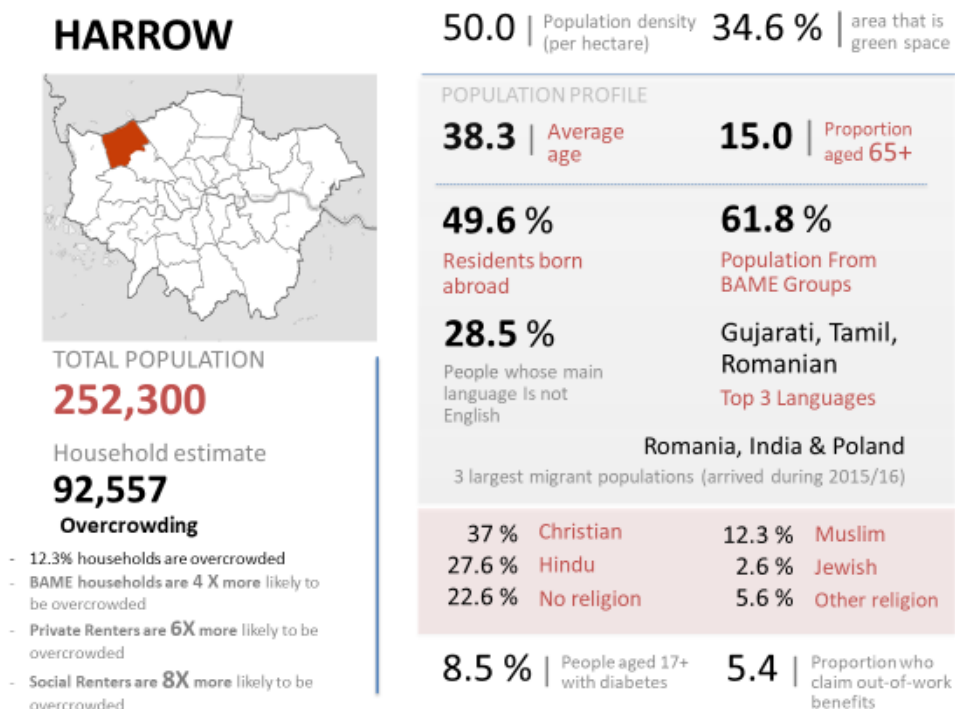 HARROW
TOTAL POPULATION
252,300
Household estimate
92,557
Overcrowding
- 12.3% households are overcrowded
- BAME households are 4 X more likely to
be overcrowded
- Private Renters are 6X more likely to be
overcrowded
- Social Renters are 8X more likely to be
overcrowded
50.0 | Population density
(per hectare)
34.6 % | area that is
green space
POPULATION PROFILE
38.3 | Average
age
15.0 | Proportion
aged 65+
49.6 %
Residents born
abroad
61.8 %
Population From
BAME Groups
28.5 %
People whose main
language Is not
English
Gujarati, Tamil,
Romanian
Top 3 Languages
Romania, India & Poland
3 largest migrant populations (arrived during 2015/16)
37 % Christian
27.6 % Hindu
22.6 % No religion
12.3 % Muslim
2.6 % Jewish
5.6 % Other religion
8.5 % | People aged 17+
with diabetes
5.4 | Proportion who
claim out-of-work
benefits